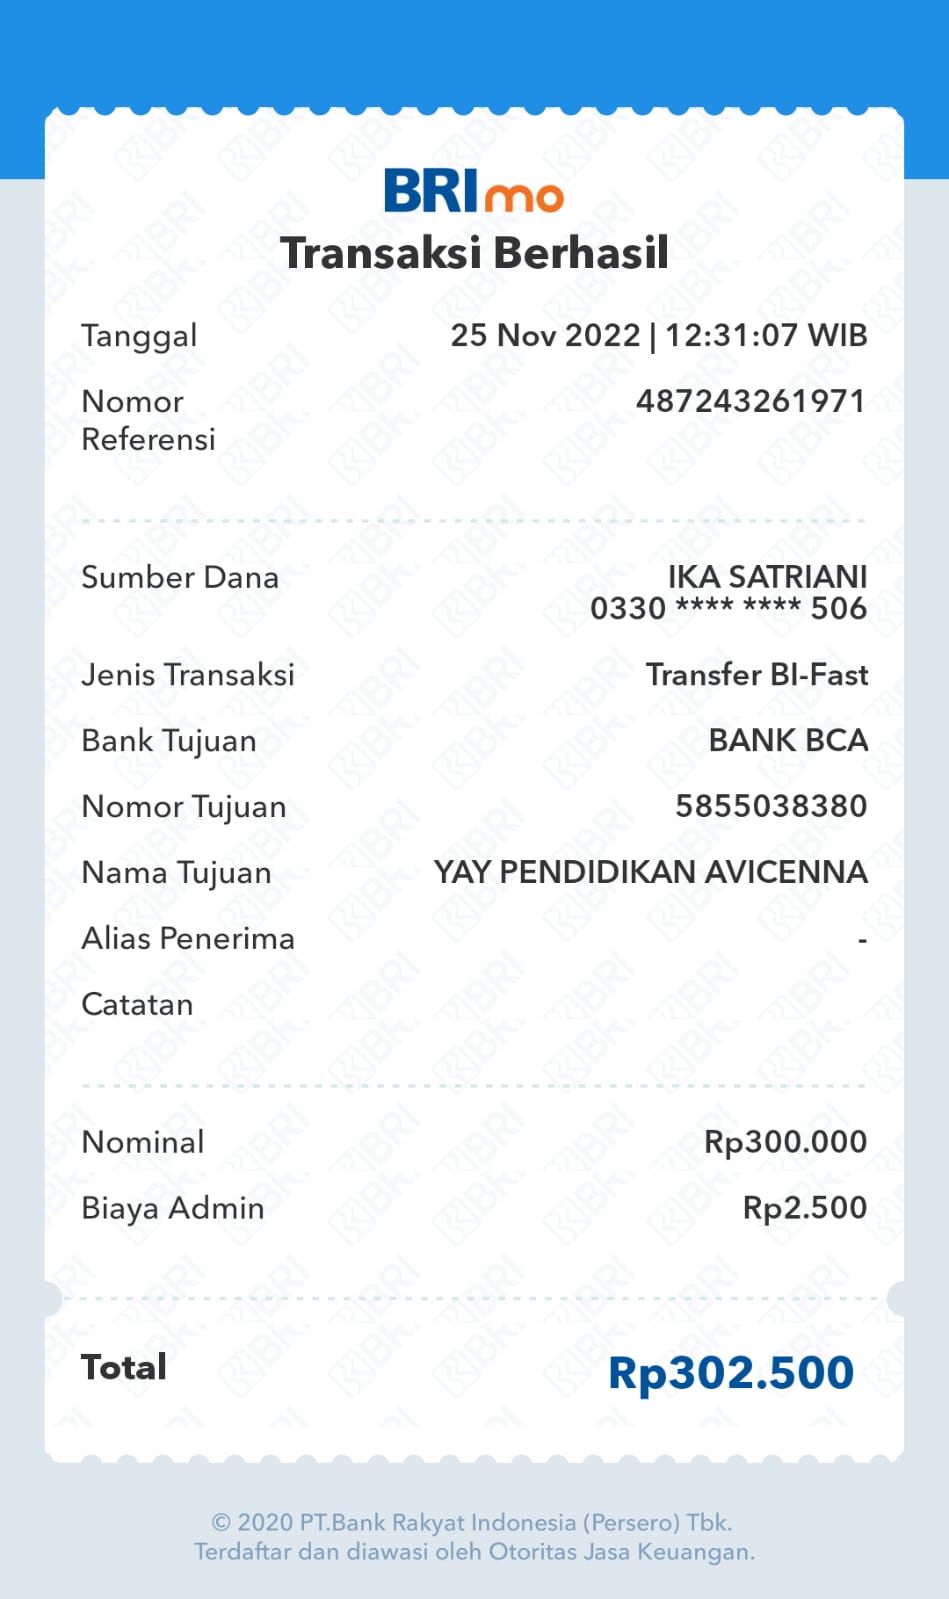 BRImo
Transaksi Berhasil
Tanggal 25 Nov 2022 | 12:31:07 WIB
Nomor Referensi 487243261971
Sumber Dana IKA SATRIANI
0330 **** **** 506
Jenis Transaksi Transfer BI-Fast
Bank Tujuan BANK BCA
Nomor Tujuan 5855038380
Nama Tujuan YAY PENDIDIKAN AVICENNA
Alias Penerima -
Catatan
Nominal Rp300.000
Biaya Admin Rp2.500
Total Rp302.500
© 2020 PT.Bank Rakyat Indonesia (Persero) Tbk.
Terdaftar dan diawasi oleh Otoritas Jasa Keuangan.